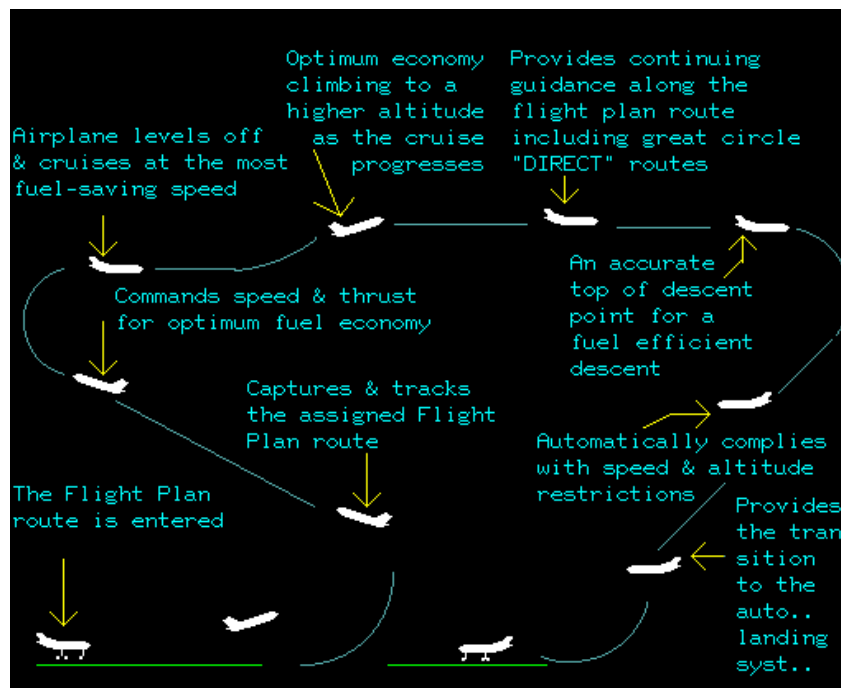 Optimum economy
climbing to a
higher altitude
as the cruise
progresses
Provides continuing
guidance along the
flight plan route
including great circle
"DIRECT" routes
Airplane levels off
& cruises at the most
fuel-saving speed
An accurate
top of descent
point for a
fuel efficient
descent
Commands speed & thrust
for optimum fuel economy
Captures & tracks
the assigned Flight
Plan route
Automatically complies
with speed & altitude
restrictions
The Flight Plan
route is entered
Provides
the tran
sition
to the
auto..
landing
syst..